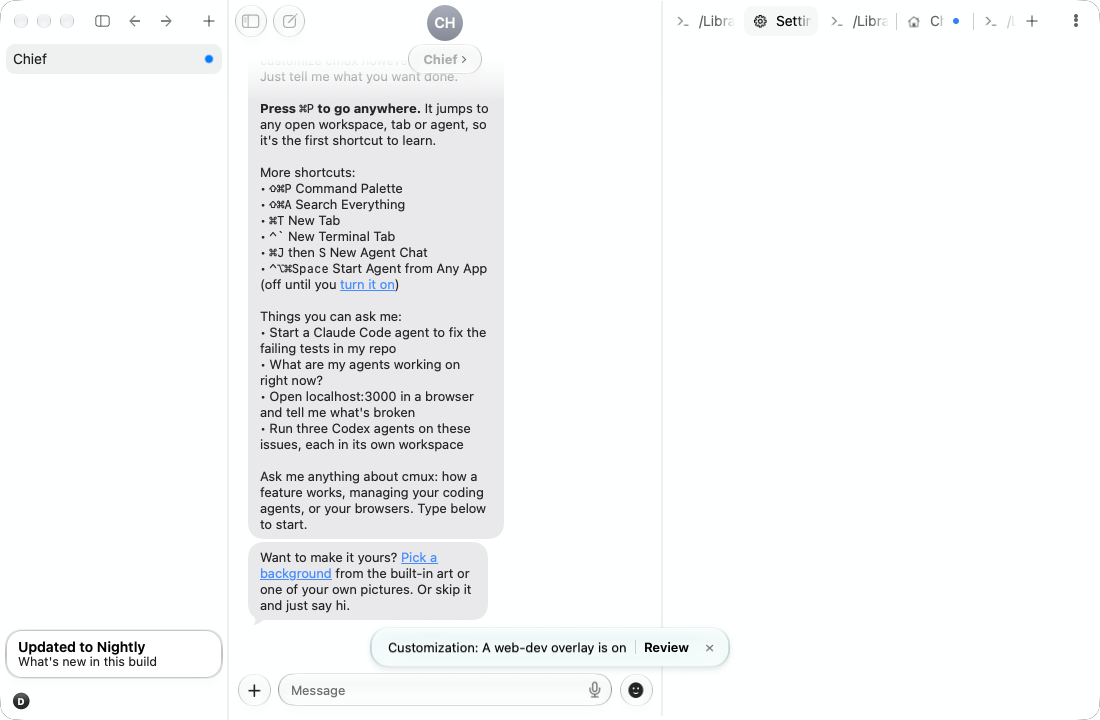 CH
/Libra
Settin
/Libra
Ch
Chief
Chief
Just tell me what you want done.
Press ⌘P to go anywhere. It jumps to
any open workspace, tab or agent, so
it's the first shortcut to learn.
More shortcuts:
• ⇧⌘P Command Palette
• ⇧⌘A Search Everything
• ⌘T New Tab
• ^` New Terminal Tab
• ⌘J then S New Agent Chat
• ^⌥⌘Space Start Agent from Any App
(off until you turn it on)
Things you can ask me:
• Start a Claude Code agent to fix the
failing tests in my repo
• What are my agents working on
right now?
• Open localhost:3000 in a browser
and tell me what's broken
• Run three Codex agents on these
issues, each in its own workspace
Ask me anything about cmux: how a
feature works, managing your coding
agents, or your browsers. Type below
to start.
Want to make it yours? Pick a
background from the built-in art or
one of your own pictures. Or skip it
and just say hi.
Updated to Nightly
What's new in this build
Customization: A web-dev overlay is on
Review
Message
D